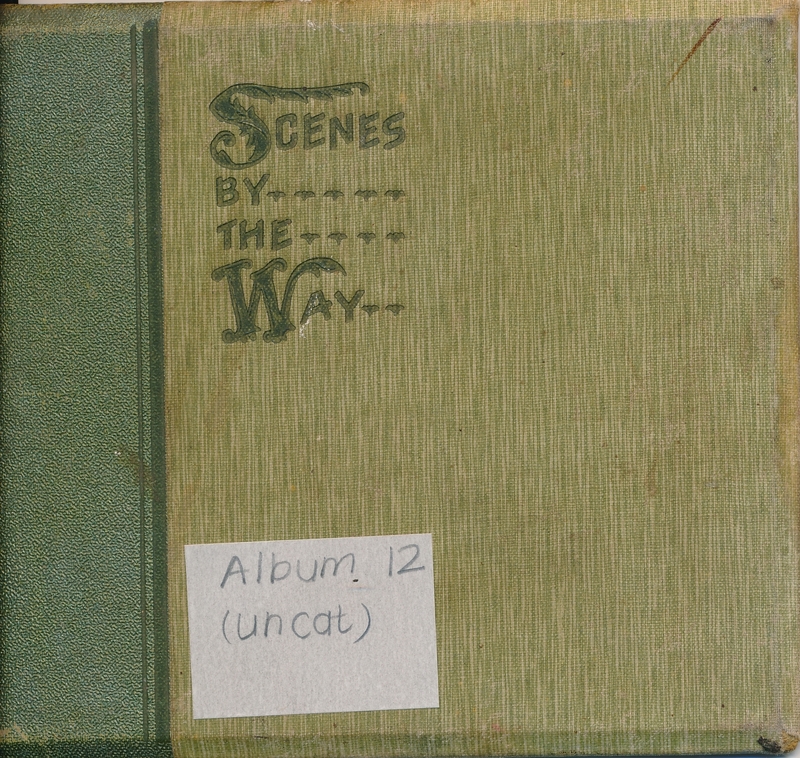 SCENES
BY-----
THE----
WAY--
Album 12
(uncat)